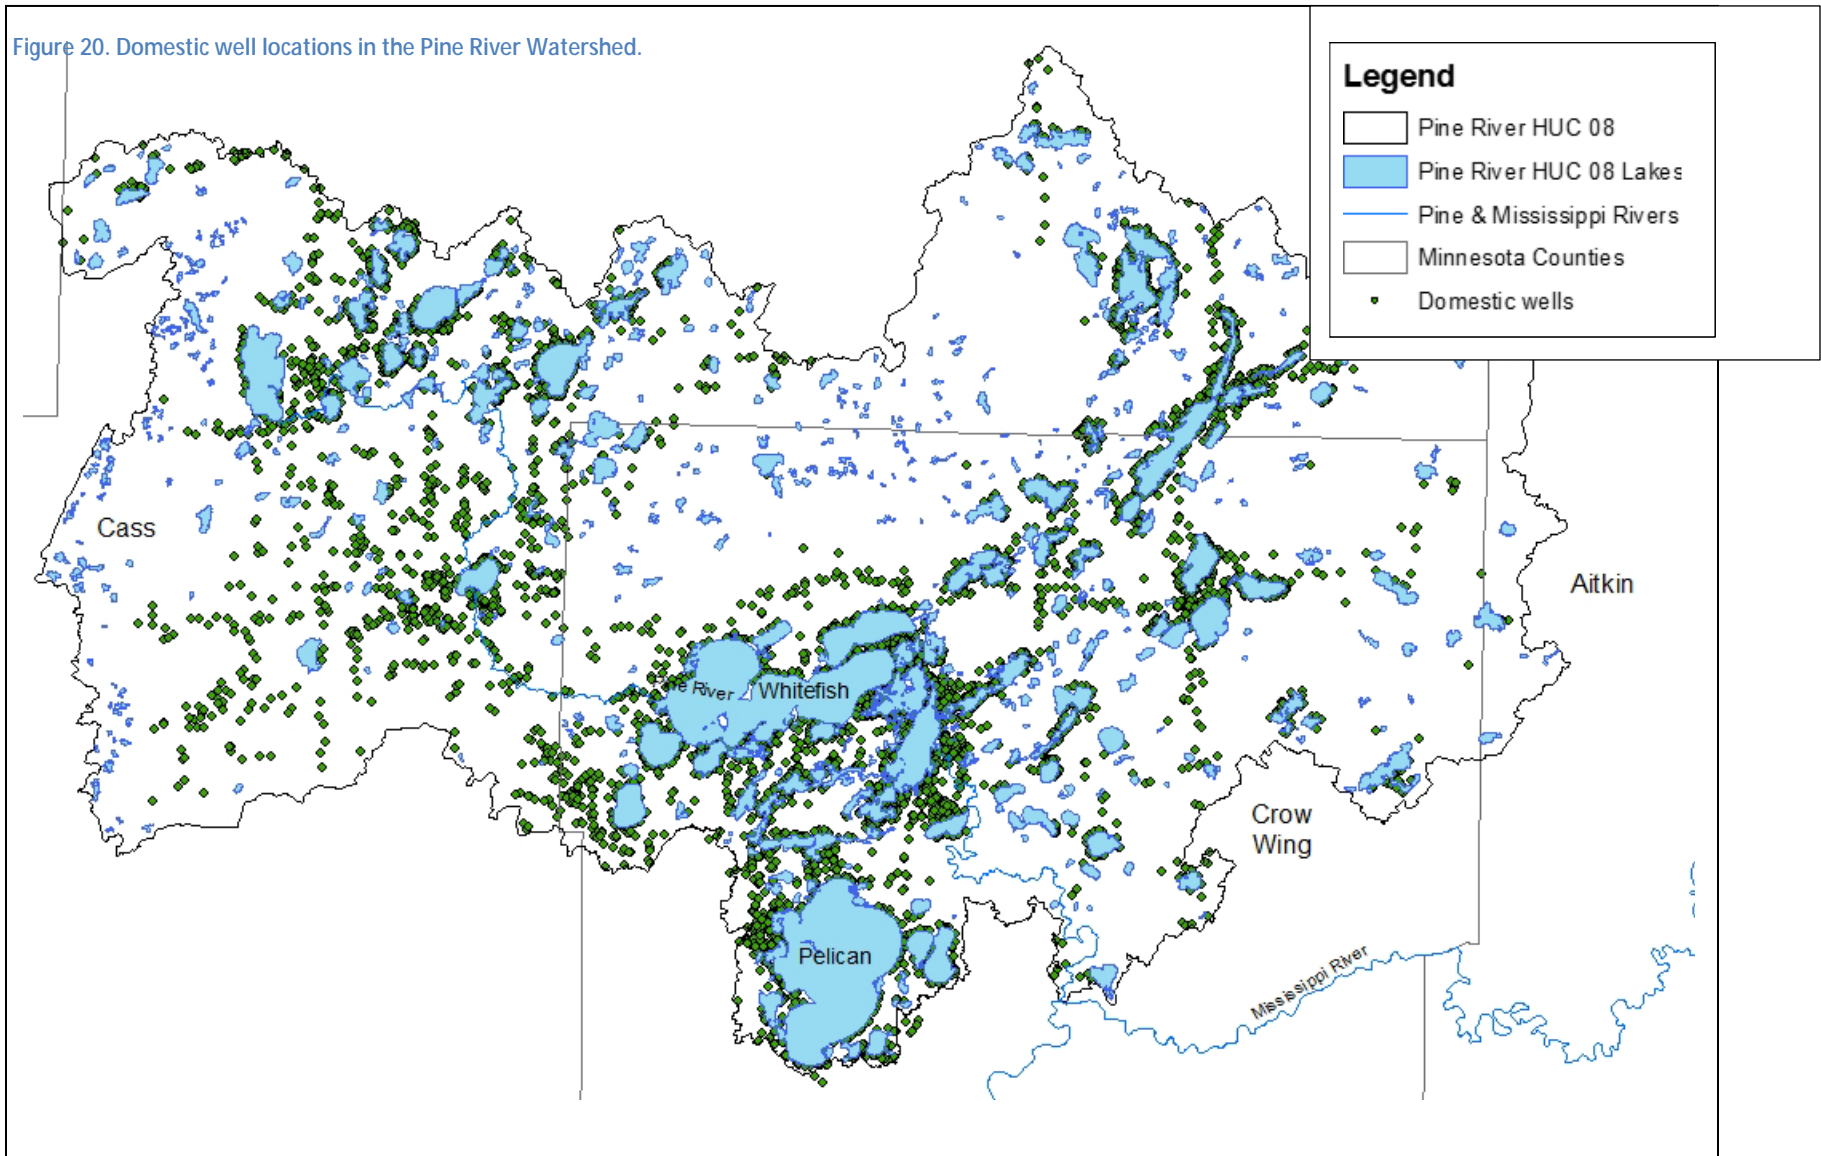 Figure 20. Domestic well locations in the Pine River Watershed.
Legend
Pine River HUC 08
Pine River HUC 08 Lakes
Pine & Mississippi Rivers
Minnesota Counties
Domestic wells
Cass
Aitkin
River
Whitefish
Crow
Wing
Pelican
Mississippi River